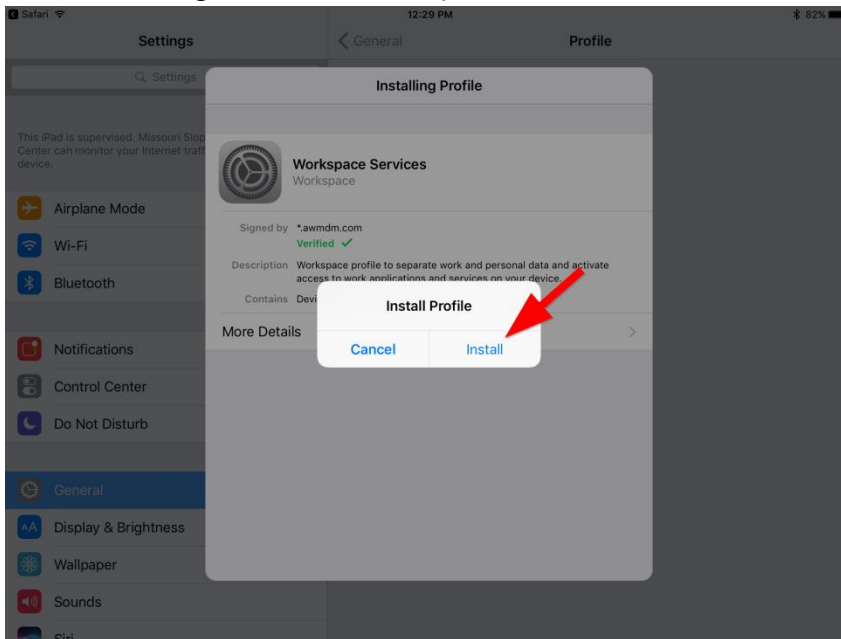 Safari
12:29 PM
82%
Settings
General
Profile
Settings
Installing Profile
This iPad is supervised. Missouri Slop
Center can monitor your Internet traff
device.
Workspace Services
Workspace
Airplane Mode
Signed by *.awmdm.com
Verified
Wi-Fi
Description Workspace profile to separate work and personal data and activate
access to work applications and services on your device.
Bluetooth
Contains Devi
Install Profile
More Details
Cancel Install
Notifications
Control Center
Do Not Disturb
General
AA
Display & Brightness
Wallpaper
Sounds
Siri